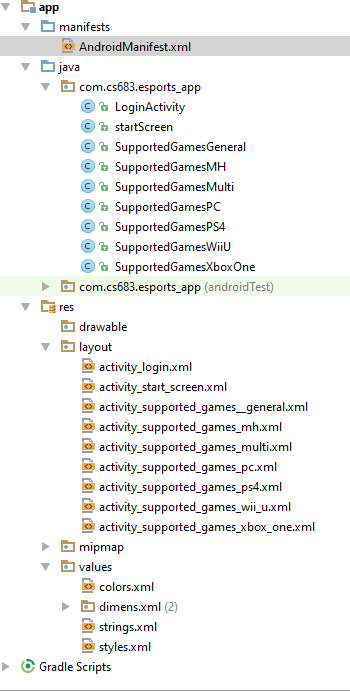 app
manifests
AndroidManifest.xml
java
com.cs683.esports_app
LoginActivity
startScreen
SupportedGamesGeneral
SupportedGamesMH
SupportedGamesMulti
SupportedGamesPC
SupportedGamesPS4
SupportedGamesWiiU
SupportedGamesXboxOne
com.cs683.esports_app (androidTest)
res
drawable
layout
activity_login.xml
activity_start_screen.xml
activity_supported_games__general.xml
activity_supported_games_mh.xml
activity_supported_games_multi.xml
activity_supported_games_pc.xml
activity_supported_games_ps4.xml
activity_supported_games_wii_u.xml
activity_supported_games_xbox_one.xml
mipmap
values
colors.xml
dimens.xml (2)
strings.xml
styles.xml
Gradle Scripts